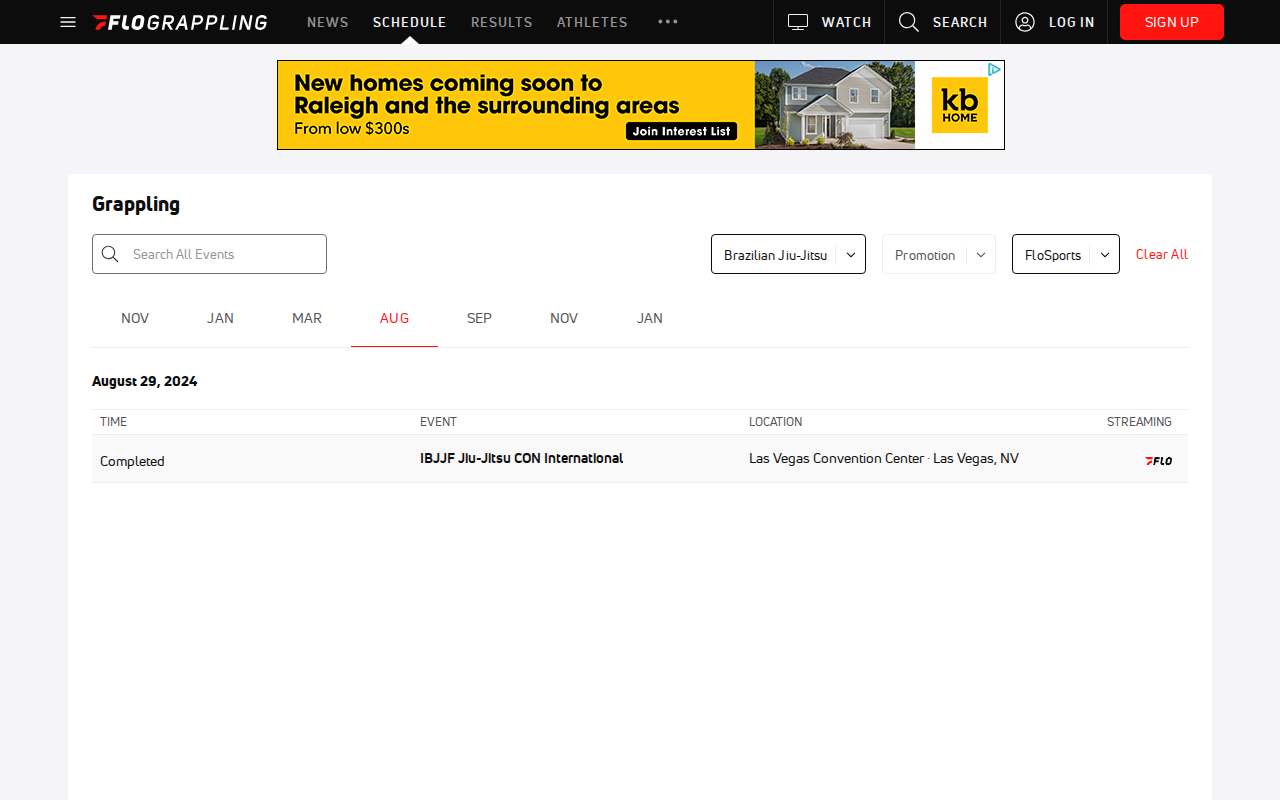 FLOGRAPPLING NEWS SCHEDULE RESULTS ATHLETES ••• WATCH SEARCH LOG IN SIGN UP
New homes coming soon to
Raleigh and the surrounding areas
From low $300s
Join Interest List
kb
HOME
Grappling
Search All Events Brazilian Jiu-Jitsu Promotion FloSports Clear All
NOV JAN MAR AUG SEP NOV JAN
August 29, 2024
TIME EVENT LOCATION STREAMING
Completed IBJJF Jiu-Jitsu CON International Las Vegas Convention Center · Las Vegas, NV FLO